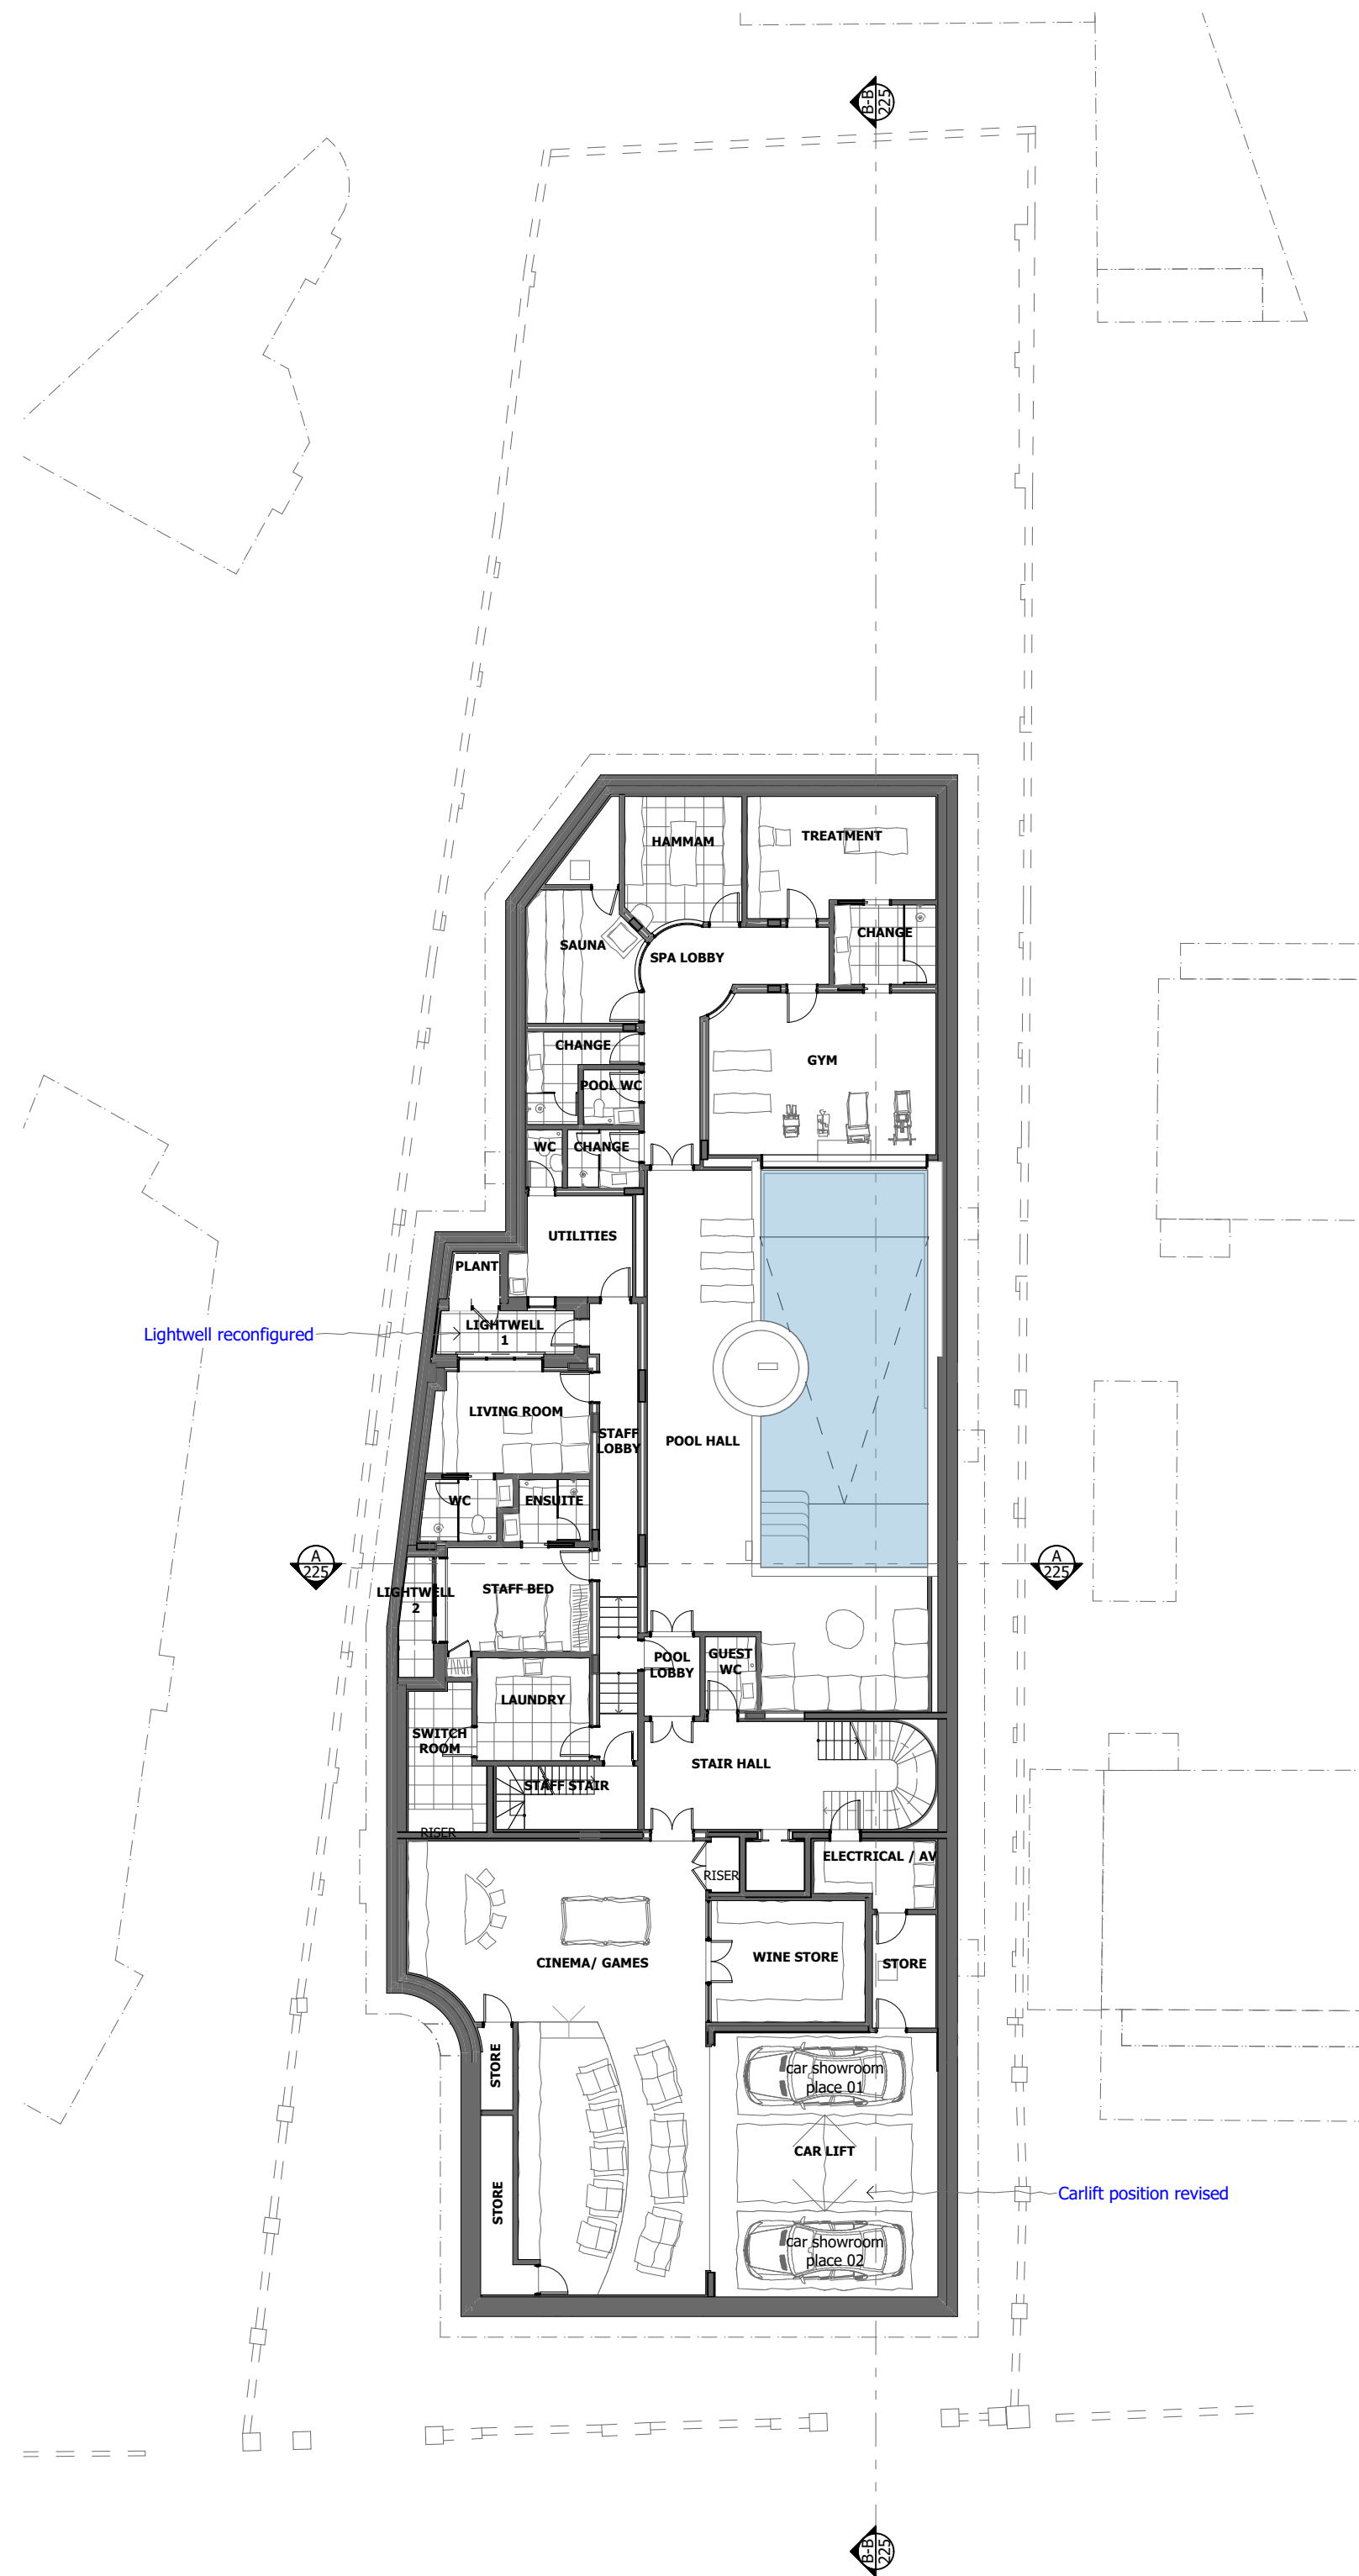 B-B
225
HAMMAM
TREATMENT
SAUNA
SPA LOBBY
CHANGE
CHANGE
GYM
POOL WC
WC
CHANGE
UTILITIES
PLANT
Lightwell reconfigured
LIGHTWELL
1
LIVING ROOM
STAFF
LOBBY
POOL HALL
WC
ENSUITE
A
225
A
225
LIGHTWELL
2
STAFF BED
POOL
LOBBY
GUEST
WC
LAUNDRY
SWITCH
ROOM
STAIR HALL
STAFF STAIR
RISER
ELECTRICAL / AV
RISER
CINEMA/ GAMES
WINE STORE
STORE
STORE
car showroom
place 01
CAR LIFT
STORE
Carlift position revised
car showroom
place 02
B-B
225